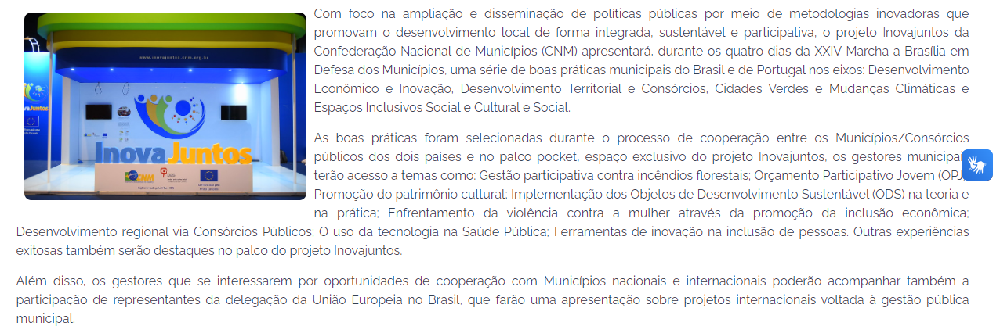 Com foco na ampliação e disseminação de políticas públicas por meio de metodologias inovadoras que
promovam o desenvolvimento local de forma integrada, sustentável e participativa, o projeto Inovajuntos da
Confederação Nacional de Municípios (CNM) apresentará, durante os quatro dias da XXIV Marcha a Brasília em
Defesa dos Municípios, uma série de boas práticas municipais do Brasil e de Portugal nos eixos: Desenvolvimento
Econômico e Inovação, Desenvolvimento Territorial e Consórcios, Cidades Verdes e Mudanças Climáticas e
Espaços Inclusivos Social e Cultural e Social.
www.inovajuntos.cnm.org.br
InovaJuntos
CNM
As boas práticas foram selecionadas durante o processo de cooperação entre os Municípios/Consórcios
públicos dos dois países e no palco pocket, espaço exclusivo do projeto Inovajuntos, os gestores municipais
terão acesso a temas como: Gestão participativa contra incêndios florestais; Orçamento Participativo Jovem (OPJ);
Promoção do patrimônio cultural; Implementação dos Objetos de Desenvolvimento Sustentável (ODS) na teoria e
na prática; Enfrentamento da violência contra a mulher através da promoção da inclusão econômica;
Desenvolvimento regional via Consórcios Públicos; O uso da tecnologia na Saúde Pública; Ferramentas de inovação na inclusão de pessoas. Outras experiências
exitosas também serão destaques no palco do projeto Inovajuntos.
Além disso, os gestores que se interessarem por oportunidades de cooperação com Municípios nacionais e internacionais poderão acompanhar também a
participação de representantes da delegação da União Europeia no Brasil, que farão uma apresentação sobre projetos internacionais voltada à gestão pública
municipal.